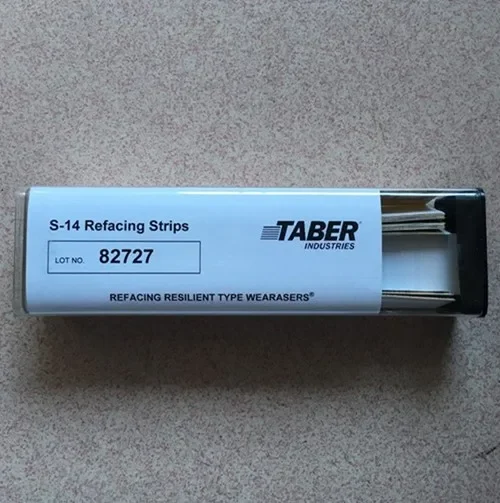 S-14 Refacing Strips
LOT NO. 82727
TABER
INDUSTRIES
REFACING RESILIENT TYPE WEARASERS®